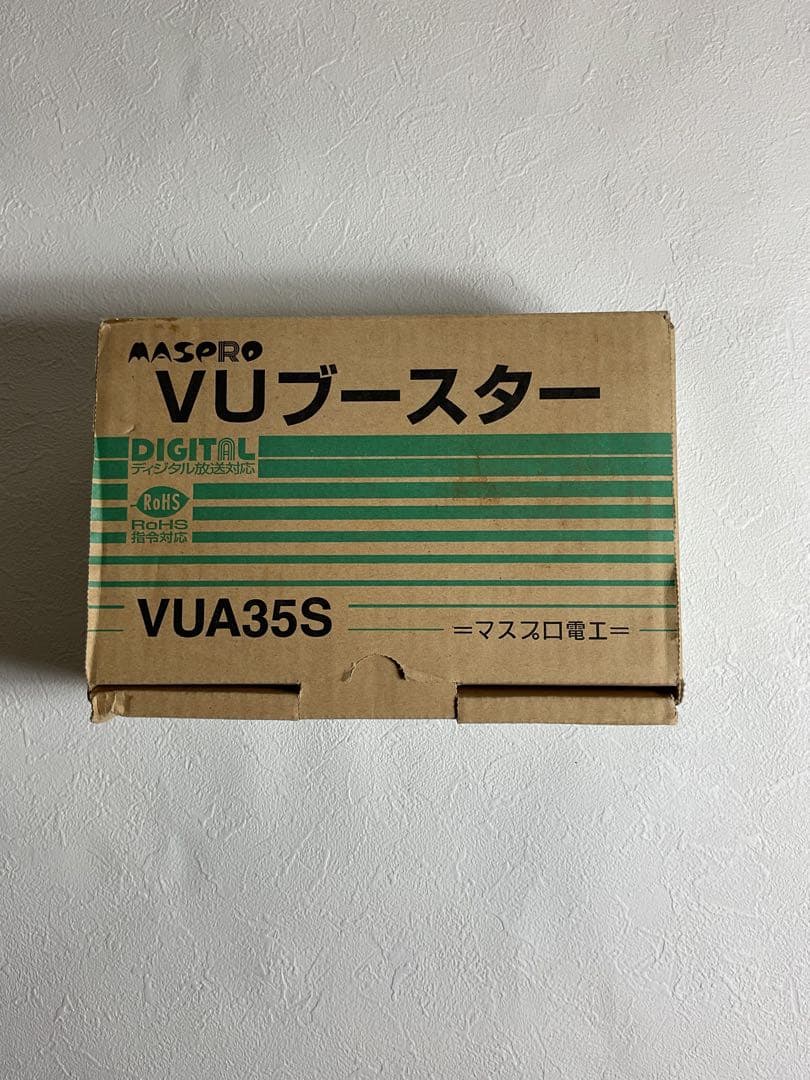 MASPRO
VUブースター
DIGITAL
ディジタル放送対応
RoHS
RoHS
指令対応
VUA35S
=マスプロ電工=